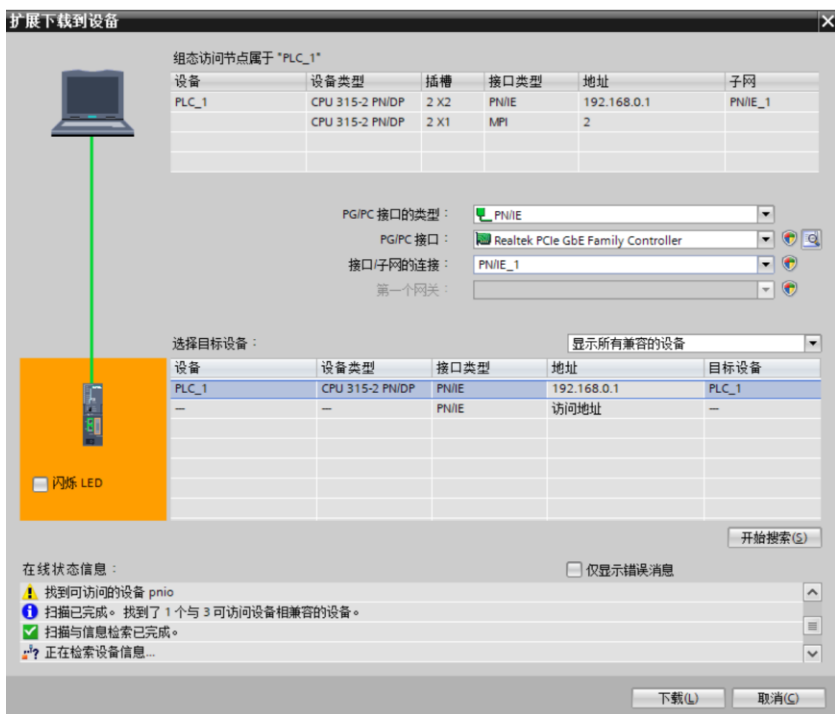 扩展下载到设备
组态访问节点属于 "PLC_1"
设备 设备类型 插槽 接口类型 地址 子网
PLC_1 CPU 315-2 PN/DP 2 X2 PN/IE 192.168.0.1 PN/IE_1
CPU 315-2 PN/DP 2 X1 MPI 2
PG/PC 接口的类型： PN/IE
PG/PC 接口： Realtek PCIe GbE Family Controller
接口/子网的连接： PN/IE_1
第一个网关：
选择目标设备： 显示所有兼容的设备
设备 设备类型 接口类型 地址 目标设备
PLC_1 CPU 315-2 PN/DP PN/IE 192.168.0.1 PLC_1
— — PN/IE 访问地址 —
闪烁 LED
开始搜索(S)
在线状态信息： 仅显示错误消息
找到可访问的设备 pnio
扫描已完成。找到了 1 个与 3 可访问设备相兼容的设备。
扫描与信息检索已完成。
正在检索设备信息...
下载(L) 取消(C)